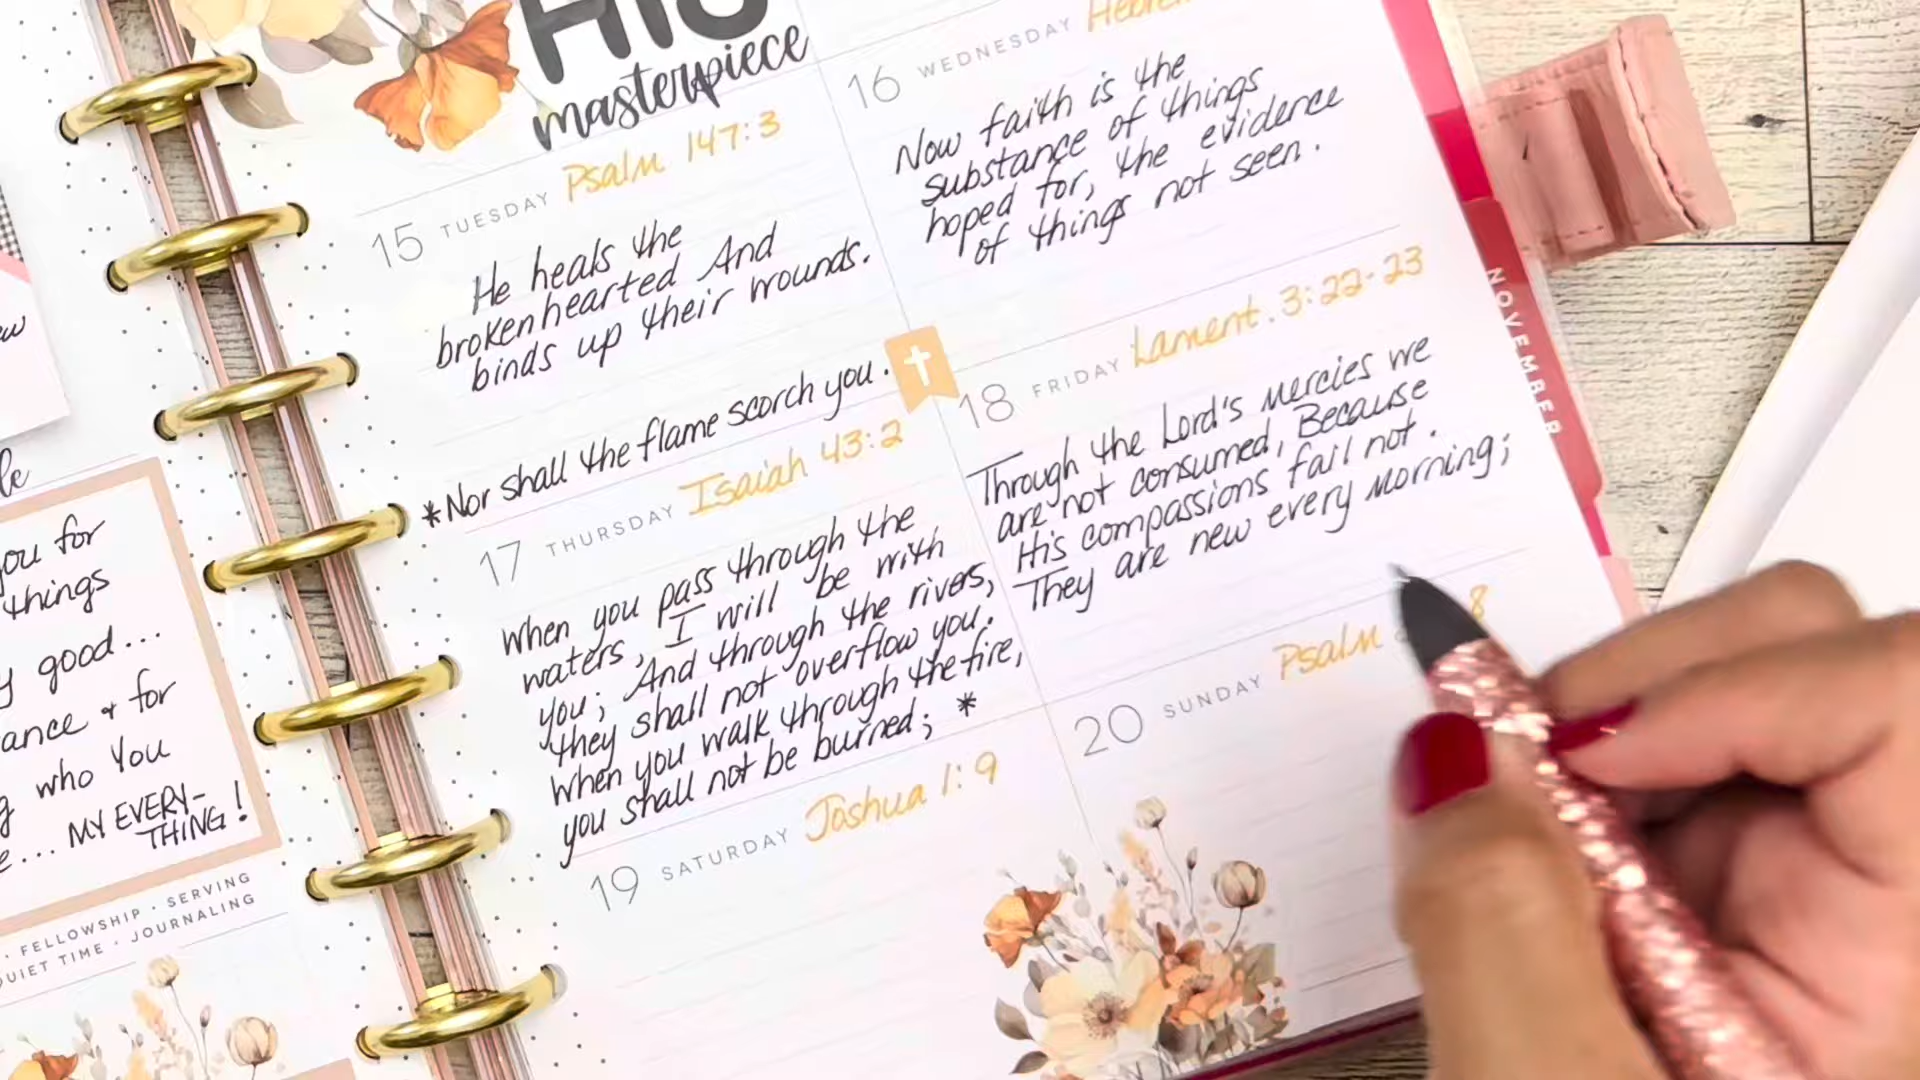 HIS
masterpiece
15 TUESDAY Psalm 147:3
He heals the
brokenhearted And
binds up their wounds.
16 WEDNESDAY
Now faith is the
substance of things
hoped for, the evidence
of things not seen.
*Nor shall the flame scorch you.
17 THURSDAY Isaiah 43:2
When you pass through the
waters, I will be with
you; And through the rivers,
they shall not overflow you.
When you walk through the fire,
you shall not be burned; *
18 FRIDAY Lament. 3:22-23
Through the Lord's mercies we
are not consumed, Because
His compassions fail not.
They are new every morning;
19 SATURDAY Joshua 1:9
20 SUNDAY Psalm 8
NOVEMBER
you for
things
good...
& for
who You
... MY EVERY-
THING!
· FELLOWSHIP · SERVING
QUIET TIME · JOURNALING